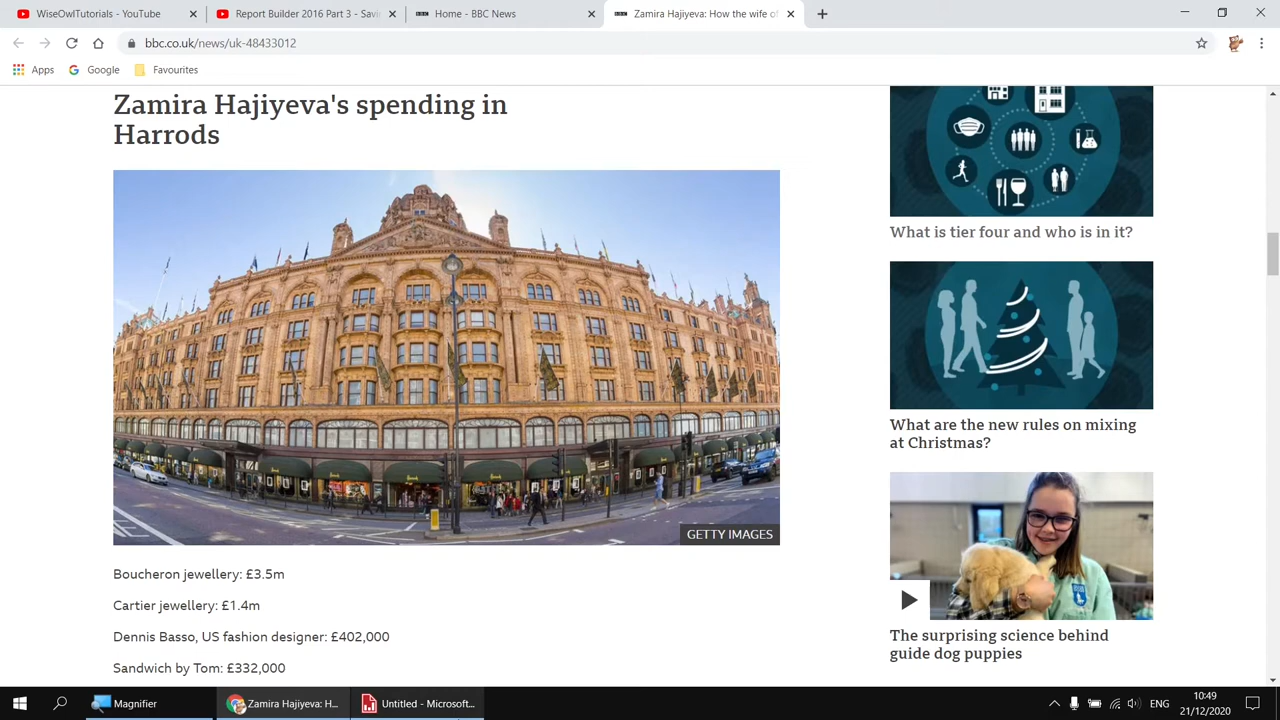 WiseOwlTutorials - YouTube
Report Builder 2016 Part 3 - Savi
Home - BBC News
Zamira Hajiyeva: How the wife of
bbc.co.uk/news/uk-48433012
Apps
Google
Favourites
Zamira Hajiyeva's spending in
Harrods
GETTY IMAGES
Boucheron jewellery: £3.5m
Cartier jewellery: £1.4m
Dennis Basso, US fashion designer: £402,000
Sandwich by Tom: £332,000
What is tier four and who is in it?
What are the new rules on mixing
at Christmas?
The surprising science behind
guide dog puppies
Magnifier
Zamira Hajiyeva: H...
Untitled - Microsoft...
ENG
10:49
21/12/2020